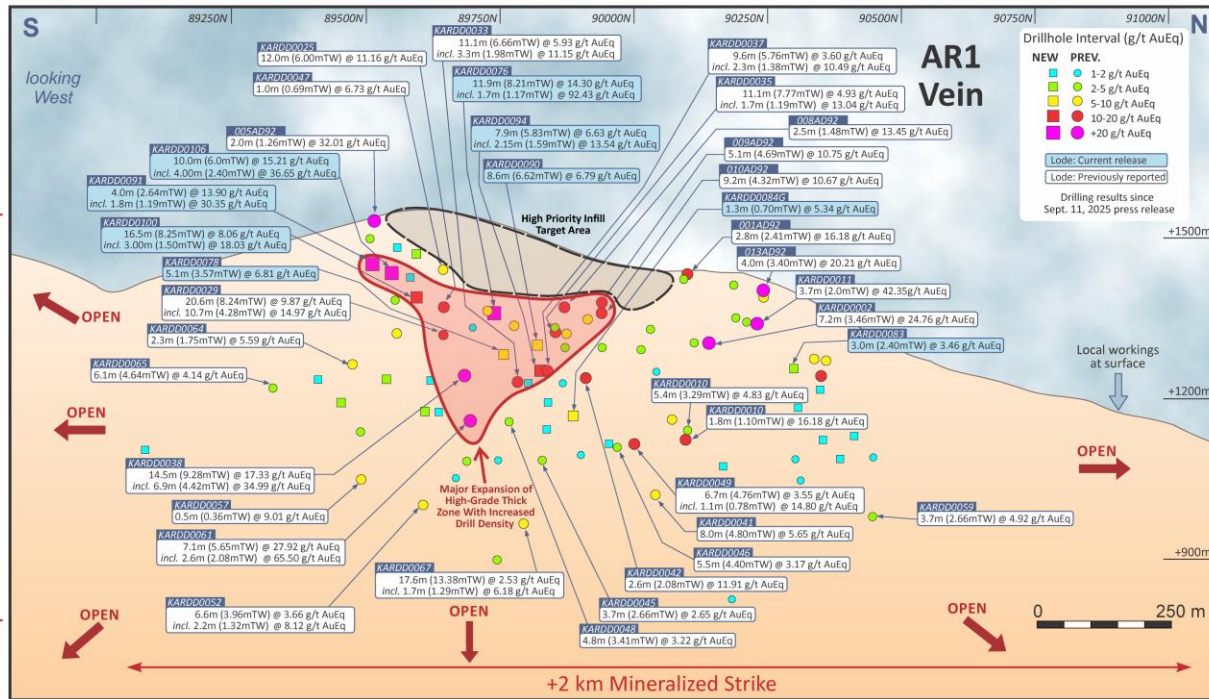 S
89250N
89500N
89750N
90000N
90250N
90500N
90750N
91000N
N
looking
West
AR1
Vein
Drillhole Interval (g/t AuEq)
NEW PREV.
1-2 g/t AuEq
2-5 g/t AuEq
5-10 g/t AuEq
10-20 g/t AuEq
+20 g/t AuEq
Lode: Current release
Lode: Previously reported
Drilling results since
Sept. 11, 2025 press release
KARDD0033
11.1m (6.66mTW) @ 5.93 g/t AuEq
incl. 3.3m (1.98mTW) @ 11.15 g/t AuEq
KARDD0025
12.0m (6.00mTW) @ 11.16 g/t AuEq
KARDD0076
11.9m (8.21mTW) @ 14.30 g/t AuEq
incl. 1.7m (1.17mTW) @ 92.43 g/t AuEq
KARDD0047
1.0m (0.69mTW) @ 6.73 g/t AuEq
KARDD0094
7.9m (5.83mTW) @ 6.63 g/t AuEq
incl. 2.15m (1.59mTW) @ 13.54 g/t AuEq
005AD92
2.0m (1.26mTW) @ 32.01 g/t AuEq
KARDD0090
8.6m (6.62mTW) @ 6.79 g/t AuEq
KARDD0106
10.0m (6.0mTW) @ 15.21 g/t AuEq
incl. 4.00m (2.40mTW) @ 36.65 g/t AuEq
KARDD0091
4.0m (2.64mTW) @ 13.90 g/t AuEq
incl. 1.8m (1.19mTW) @ 30.35 g/t AuEq
KARDD0100
16.5m (8.25mTW) @ 8.06 g/t AuEq
incl. 3.00m (1.50mTW) @ 18.03 g/t AuEq
KARDD0078
5.1m (3.57mTW) @ 6.81 g/t AuEq
KARDD0029
20.6m (8.24mTW) @ 9.87 g/t AuEq
incl. 10.7m (4.28mTW) @ 14.97 g/t AuEq
KARDD0064
2.3m (1.75mTW) @ 5.59 g/t AuEq
KARDD0065
6.1m (4.64mTW) @ 4.14 g/t AuEq
KARDD0037
9.6m (5.76mTW) @ 3.60 g/t AuEq
incl. 2.3m (1.38mTW) @ 10.49 g/t AuEq
KARDD0035
11.1m (7.77mTW) @ 4.93 g/t AuEq
incl. 1.7m (1.19mTW) @ 13.04 g/t AuEq
008AD92
2.5m (1.48mTW) @ 13.45 g/t AuEq
009AD92
5.1m (4.69mTW) @ 10.75 g/t AuEq
010AD92
9.2m (4.32mTW) @ 10.67 g/t AuEq
KARDD0084G
1.3m (0.70mTW) @ 5.34 g/t AuEq
001AD92
2.8m (2.41mTW) @ 16.18 g/t AuEq
013AD92
4.0m (3.40mTW) @ 20.21 g/t AuEq
KARDD0011
3.7m (2.0mTW) @ 42.35g/t AuEq
KARDD0002
7.2m (3.46mTW) @ 24.76 g/t AuEq
KARDD0083
3.0m (2.40mTW) @ 3.46 g/t AuEq
High Priority Infill
Target Area
+1500m
+1200m
+900m
Local workings
at surface
OPEN
OPEN
OPEN
OPEN
OPEN
OPEN
KARDD0010
5.4m (3.29mTW) @ 4.83 g/t AuEq
KARDD0010
1.8m (1.10mTW) @ 16.18 g/t AuEq
KARDD0038
14.5m (9.28mTW) @ 17.33 g/t AuEq
incl. 6.9m (4.42mTW) @ 34.99 g/t AuEq
KARDD0057
0.5m (0.36mTW) @ 9.01 g/t AuEq
KARDD0061
7.1m (5.65mTW) @ 27.92 g/t AuEq
incl. 2.6m (2.08mTW) @ 65.50 g/t AuEq
Major Expansion of
High-Grade Thick
Zone With Increased
Drill Density
KARDD0049
6.7m (4.76mTW) @ 3.55 g/t AuEq
incl. 1.1m (0.78mTW) @ 14.80 g/t AuEq
KARDD0041
8.0m (4.80mTW) @ 5.65 g/t AuEq
KARDD0046
5.5m (4.40mTW) @ 3.17 g/t AuEq
KARDD0059
3.7m (2.66mTW) @ 4.92 g/t AuEq
KARDD0067
17.6m (13.38mTW) @ 2.53 g/t AuEq
incl. 1.7m (1.29mTW) @ 6.18 g/t AuEq
KARDD0042
2.6m (2.08mTW) @ 11.91 g/t AuEq
KARDD0052
6.6m (3.96mTW) @ 3.66 g/t AuEq
incl. 2.2m (1.32mTW) @ 8.12 g/t AuEq
KARDD0045
3.7m (2.66mTW) @ 2.65 g/t AuEq
KARDD0048
4.8m (3.41mTW) @ 3.22 g/t AuEq
0 250 m
+2 km Mineralized Strike